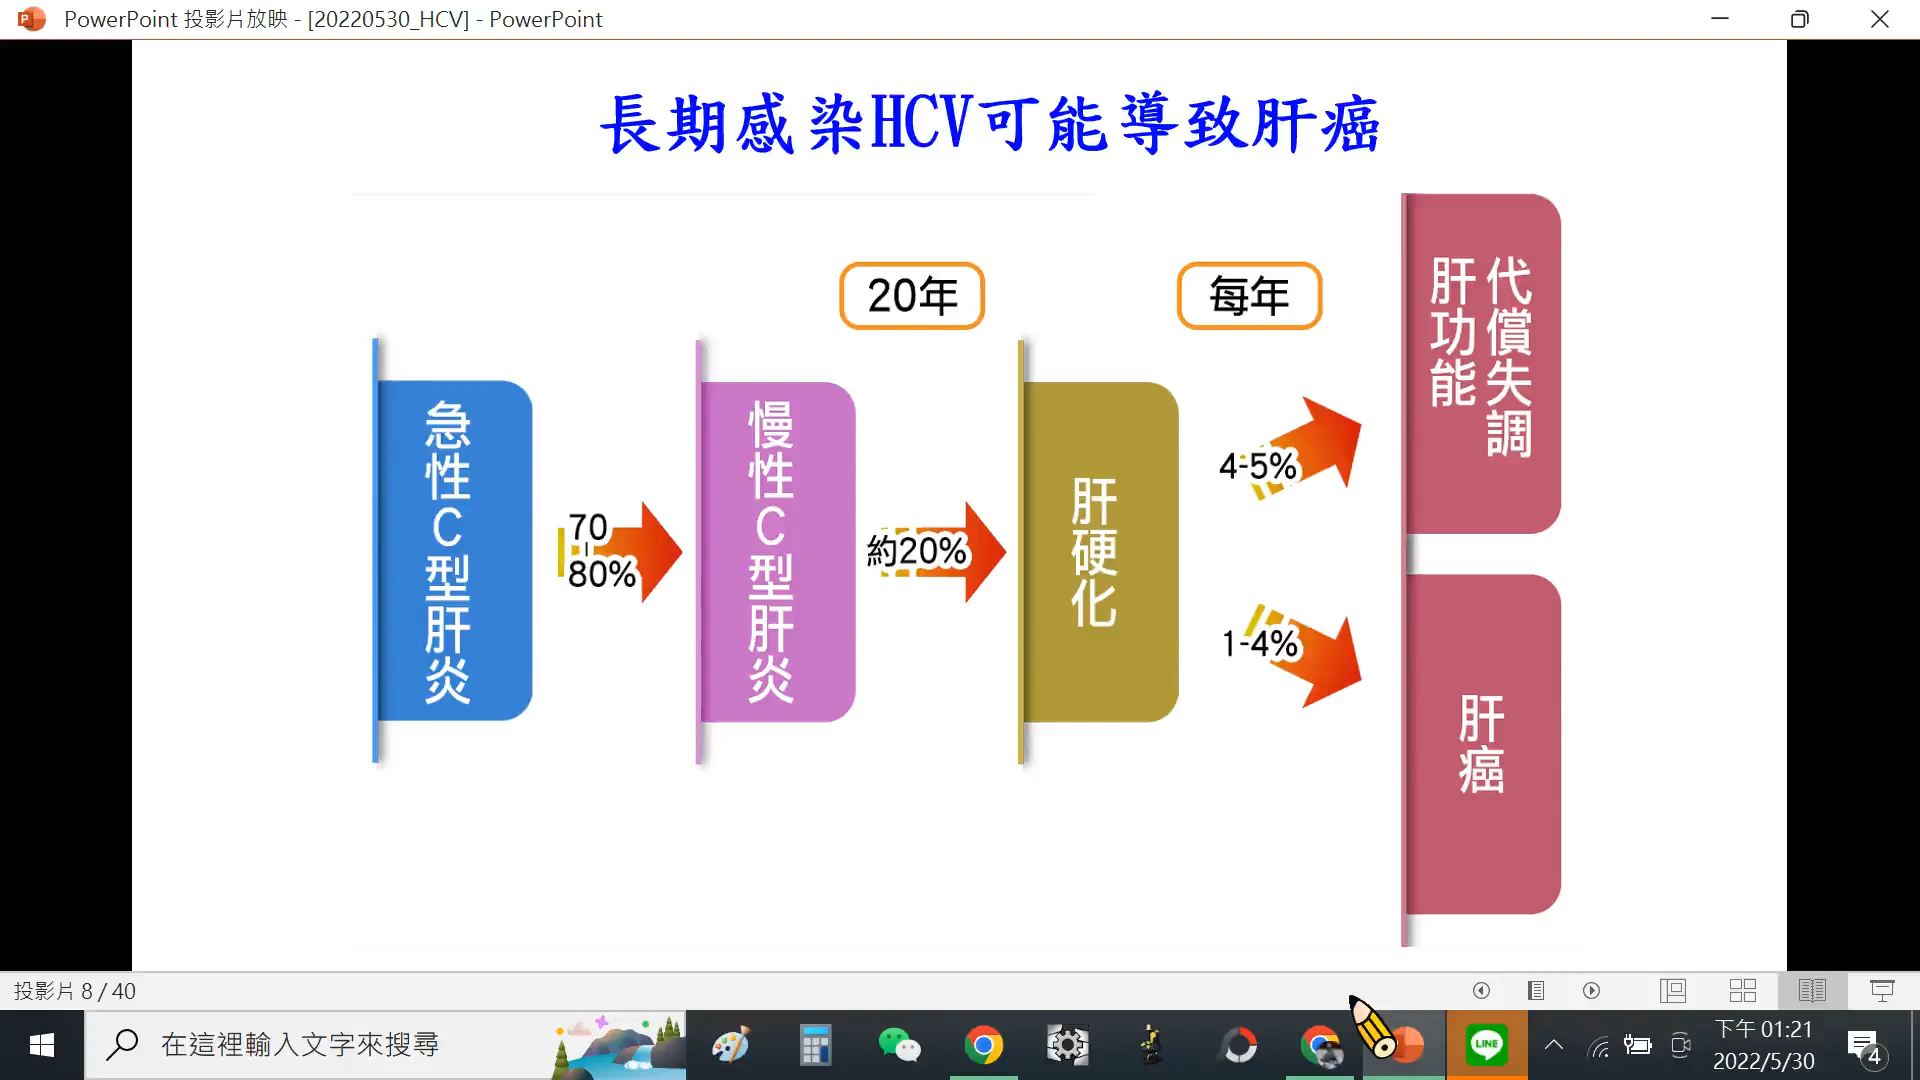 PowerPoint 投影片放映 - [20220530_HCV] - PowerPoint
長期感染HCV可能導致肝癌
20年
每年
急性C型肝炎
70
-
80%
慢性C型肝炎
約20%
肝硬化
4-5%
1-4%
代償失調
肝功能
肝癌
投影片 8 / 40
在這裡輸入文字來搜尋
LINE
下午 01:21
2022/5/30
4